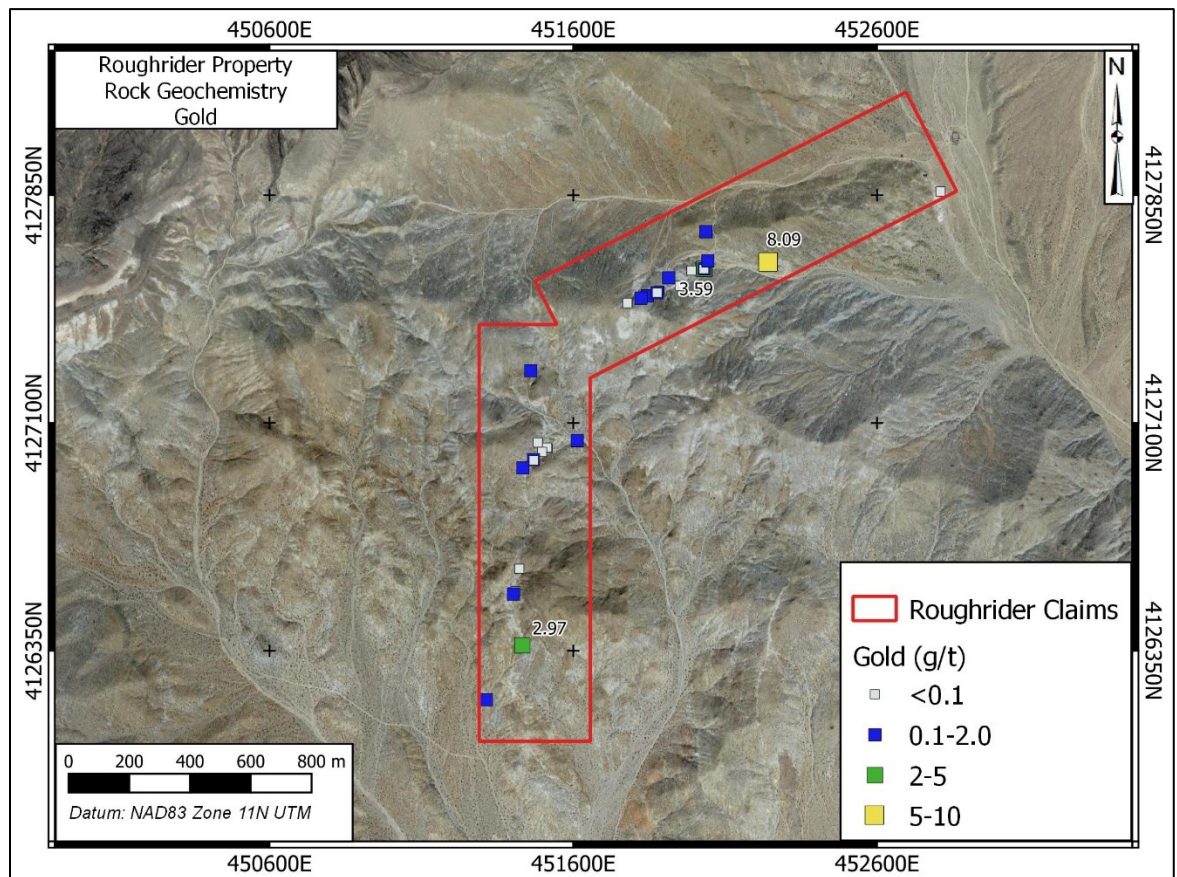 450600E 451600E 452600E
Roughrider Property
Rock Geochemistry
Gold
N
4127850N 4127850N
8.09
3.59
4127100N 4127100N
2.97
4126350N 4126350N
Roughrider Claims
Gold (g/t)
<0.1
0.1-2.0
2-5
5-10
0 200 400 600 800 m
Datum: NAD83 Zone 11N UTM
450600E 451600E 452600E